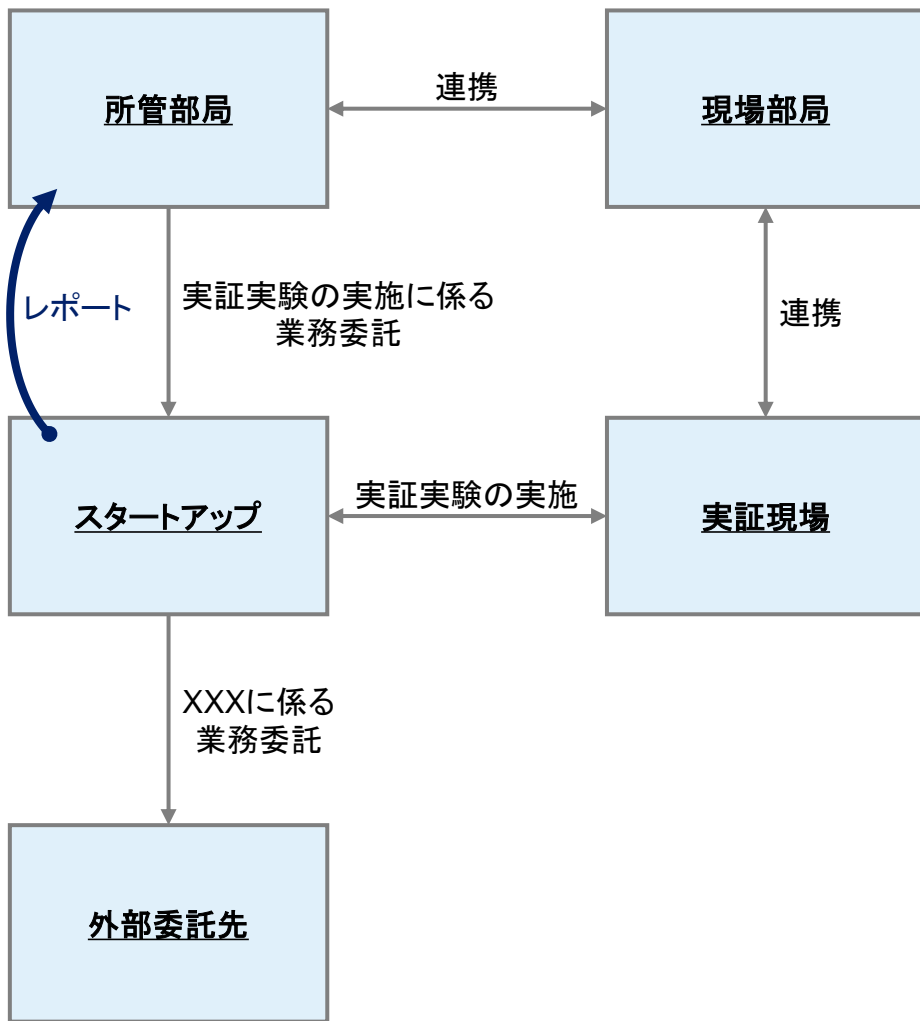 所管部局
連携
現場部局
レポート
実証実験の実施に係る
業務委託
連携
スタートアップ
実証実験の実施
実証現場
XXXに係る
業務委託
外部委託先